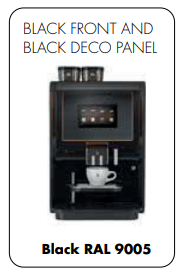 BLACK FRONT AND
BLACK DECO PANEL
Black RAL 9005